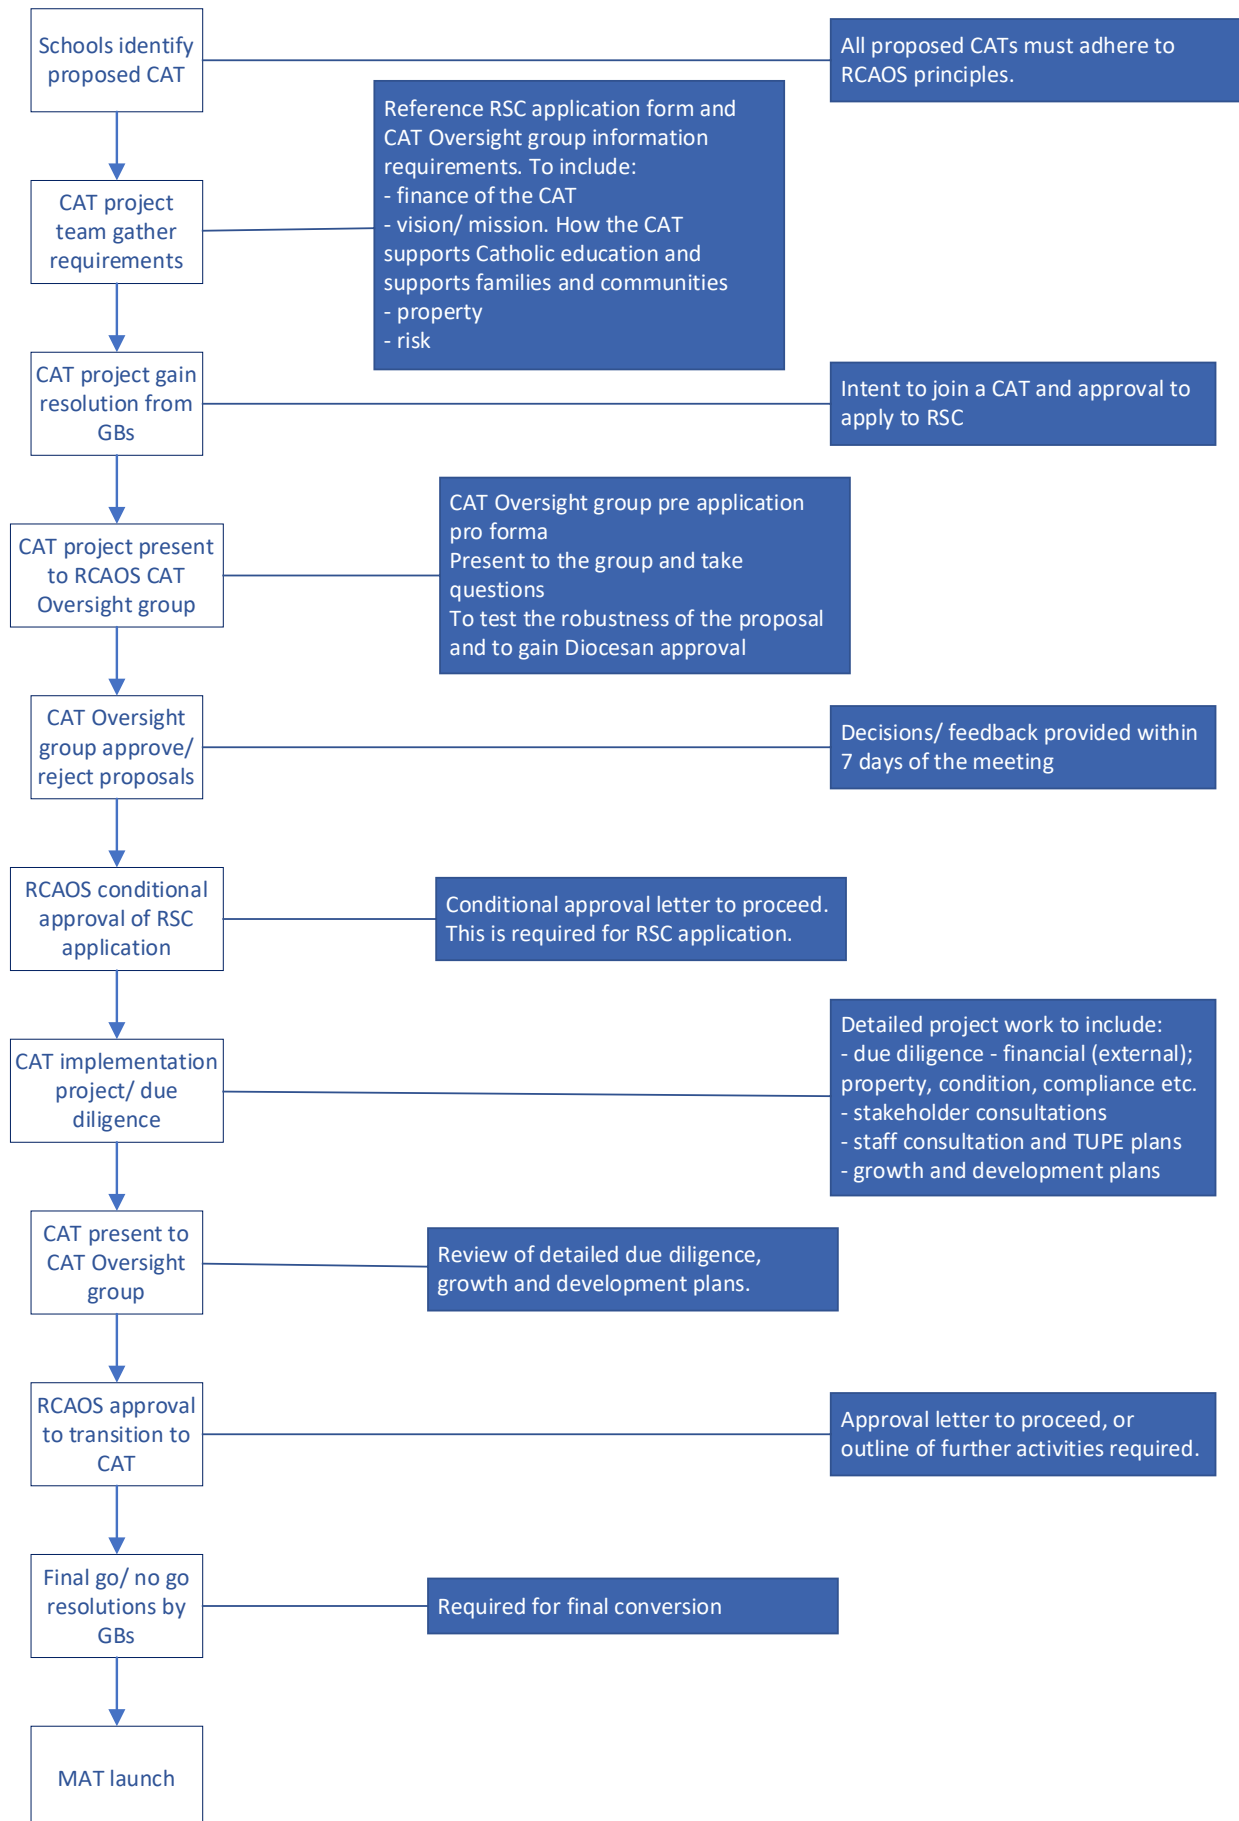 Schools identify
proposed CAT
All proposed CATs must adhere to
RCAOS principles.
CAT project
team gather
requirements
Reference RSC application form and
CAT Oversight group information
requirements. To include:
- finance of the CAT
- vision/ mission. How the CAT
supports Catholic education and
supports families and communities
- property
- risk
CAT project gain
resolution from
GBs
Intent to join a CAT and approval to
apply to RSC
CAT project present
to RCAOS CAT
Oversight group
CAT Oversight group pre application
pro forma
Present to the group and take
questions
To test the robustness of the proposal
and to gain Diocesan approval
CAT Oversight
group approve/
reject proposals
Decisions/ feedback provided within
7 days of the meeting
RCAOS conditional
approval of RSC
application
Conditional approval letter to proceed.
This is required for RSC application.
CAT implementation
project/ due
diligence
Detailed project work to include:
- due diligence - financial (external);
property, condition, compliance etc.
- stakeholder consultations
- staff consultation and TUPE plans
- growth and development plans
CAT present to
CAT Oversight
group
Review of detailed due diligence,
growth and development plans.
RCAOS approval
to transition to
CAT
Approval letter to proceed, or
outline of further activities required.
Final go/ no go
resolutions by
GBs
Required for final conversion
MAT launch